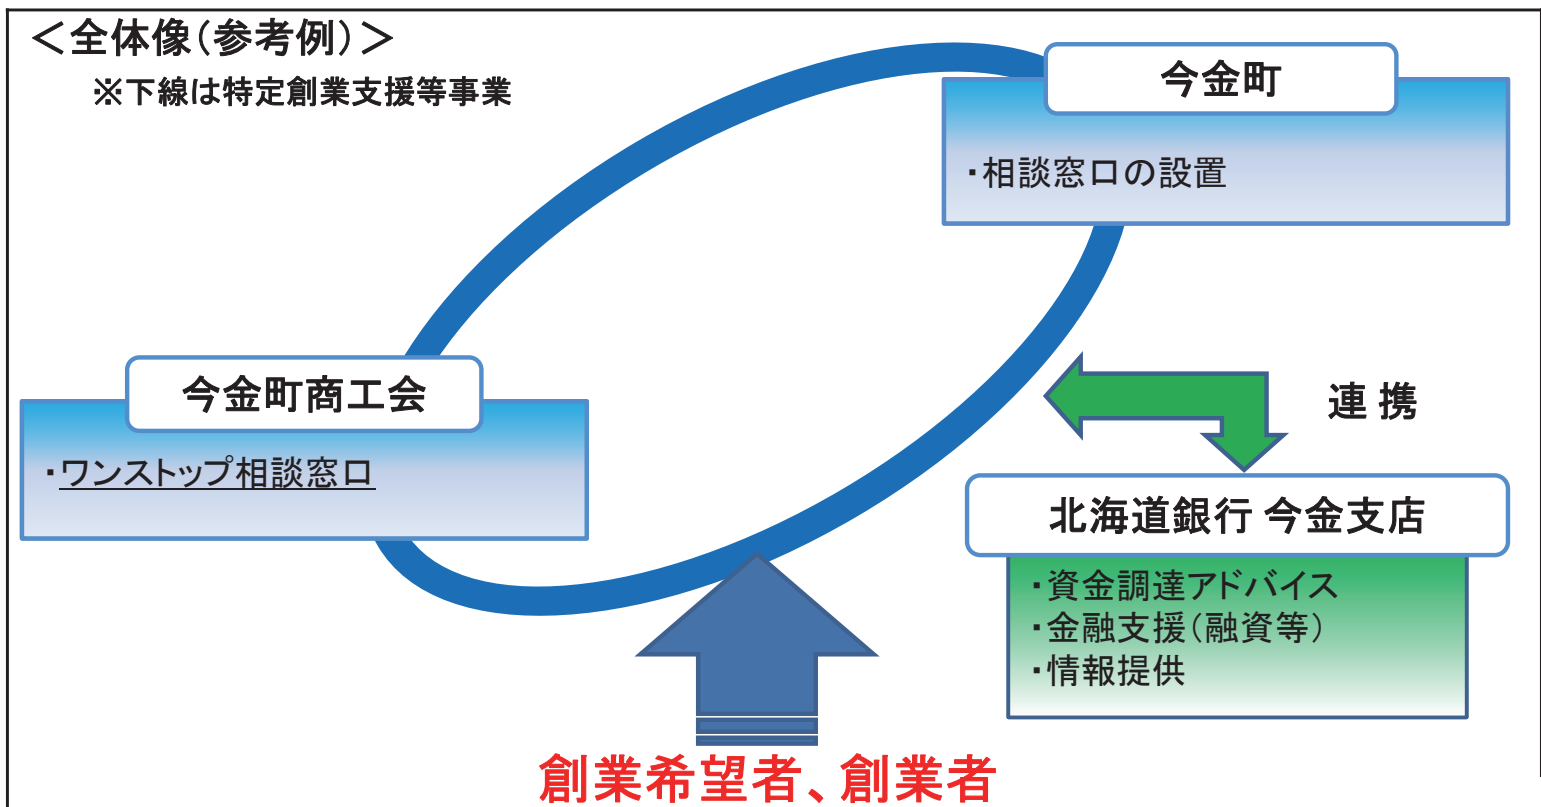 ＜全体像（参考例）＞
※下線は特定創業支援等事業
今金町
・相談窓口の設置
今金町商工会
・ワンストップ相談窓口
連 携
北海道銀行 今金支店
・資金調達アドバイス
・金融支援（融資等）
・情報提供
創業希望者、創業者